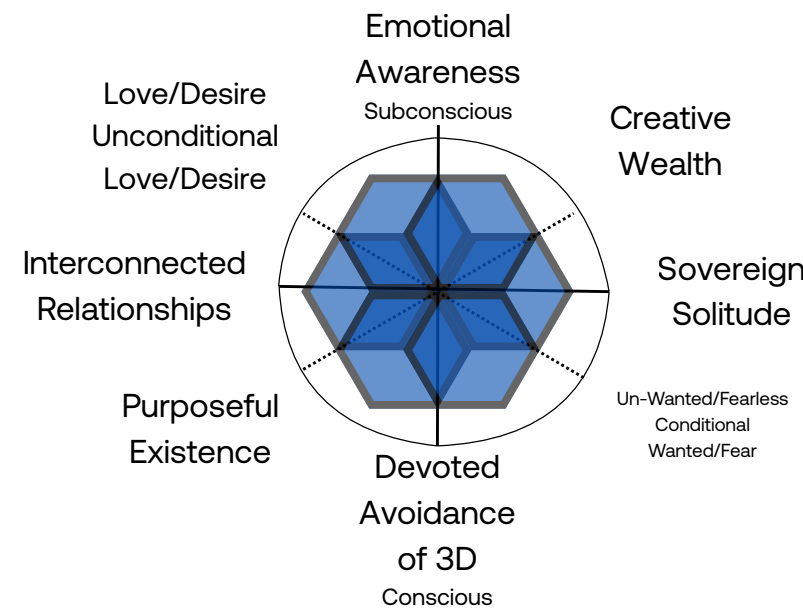 Emotional
Awareness
Subconscious
Love/Desire
Unconditional
Love/Desire
Creative
Wealth
Interconnected
Relationships
Sovereign
Solitude
Purposeful
Existence
Un-Wanted/Fearless
Conditional
Wanted/Fear
Devoted
Avoidance
of 3D
Conscious